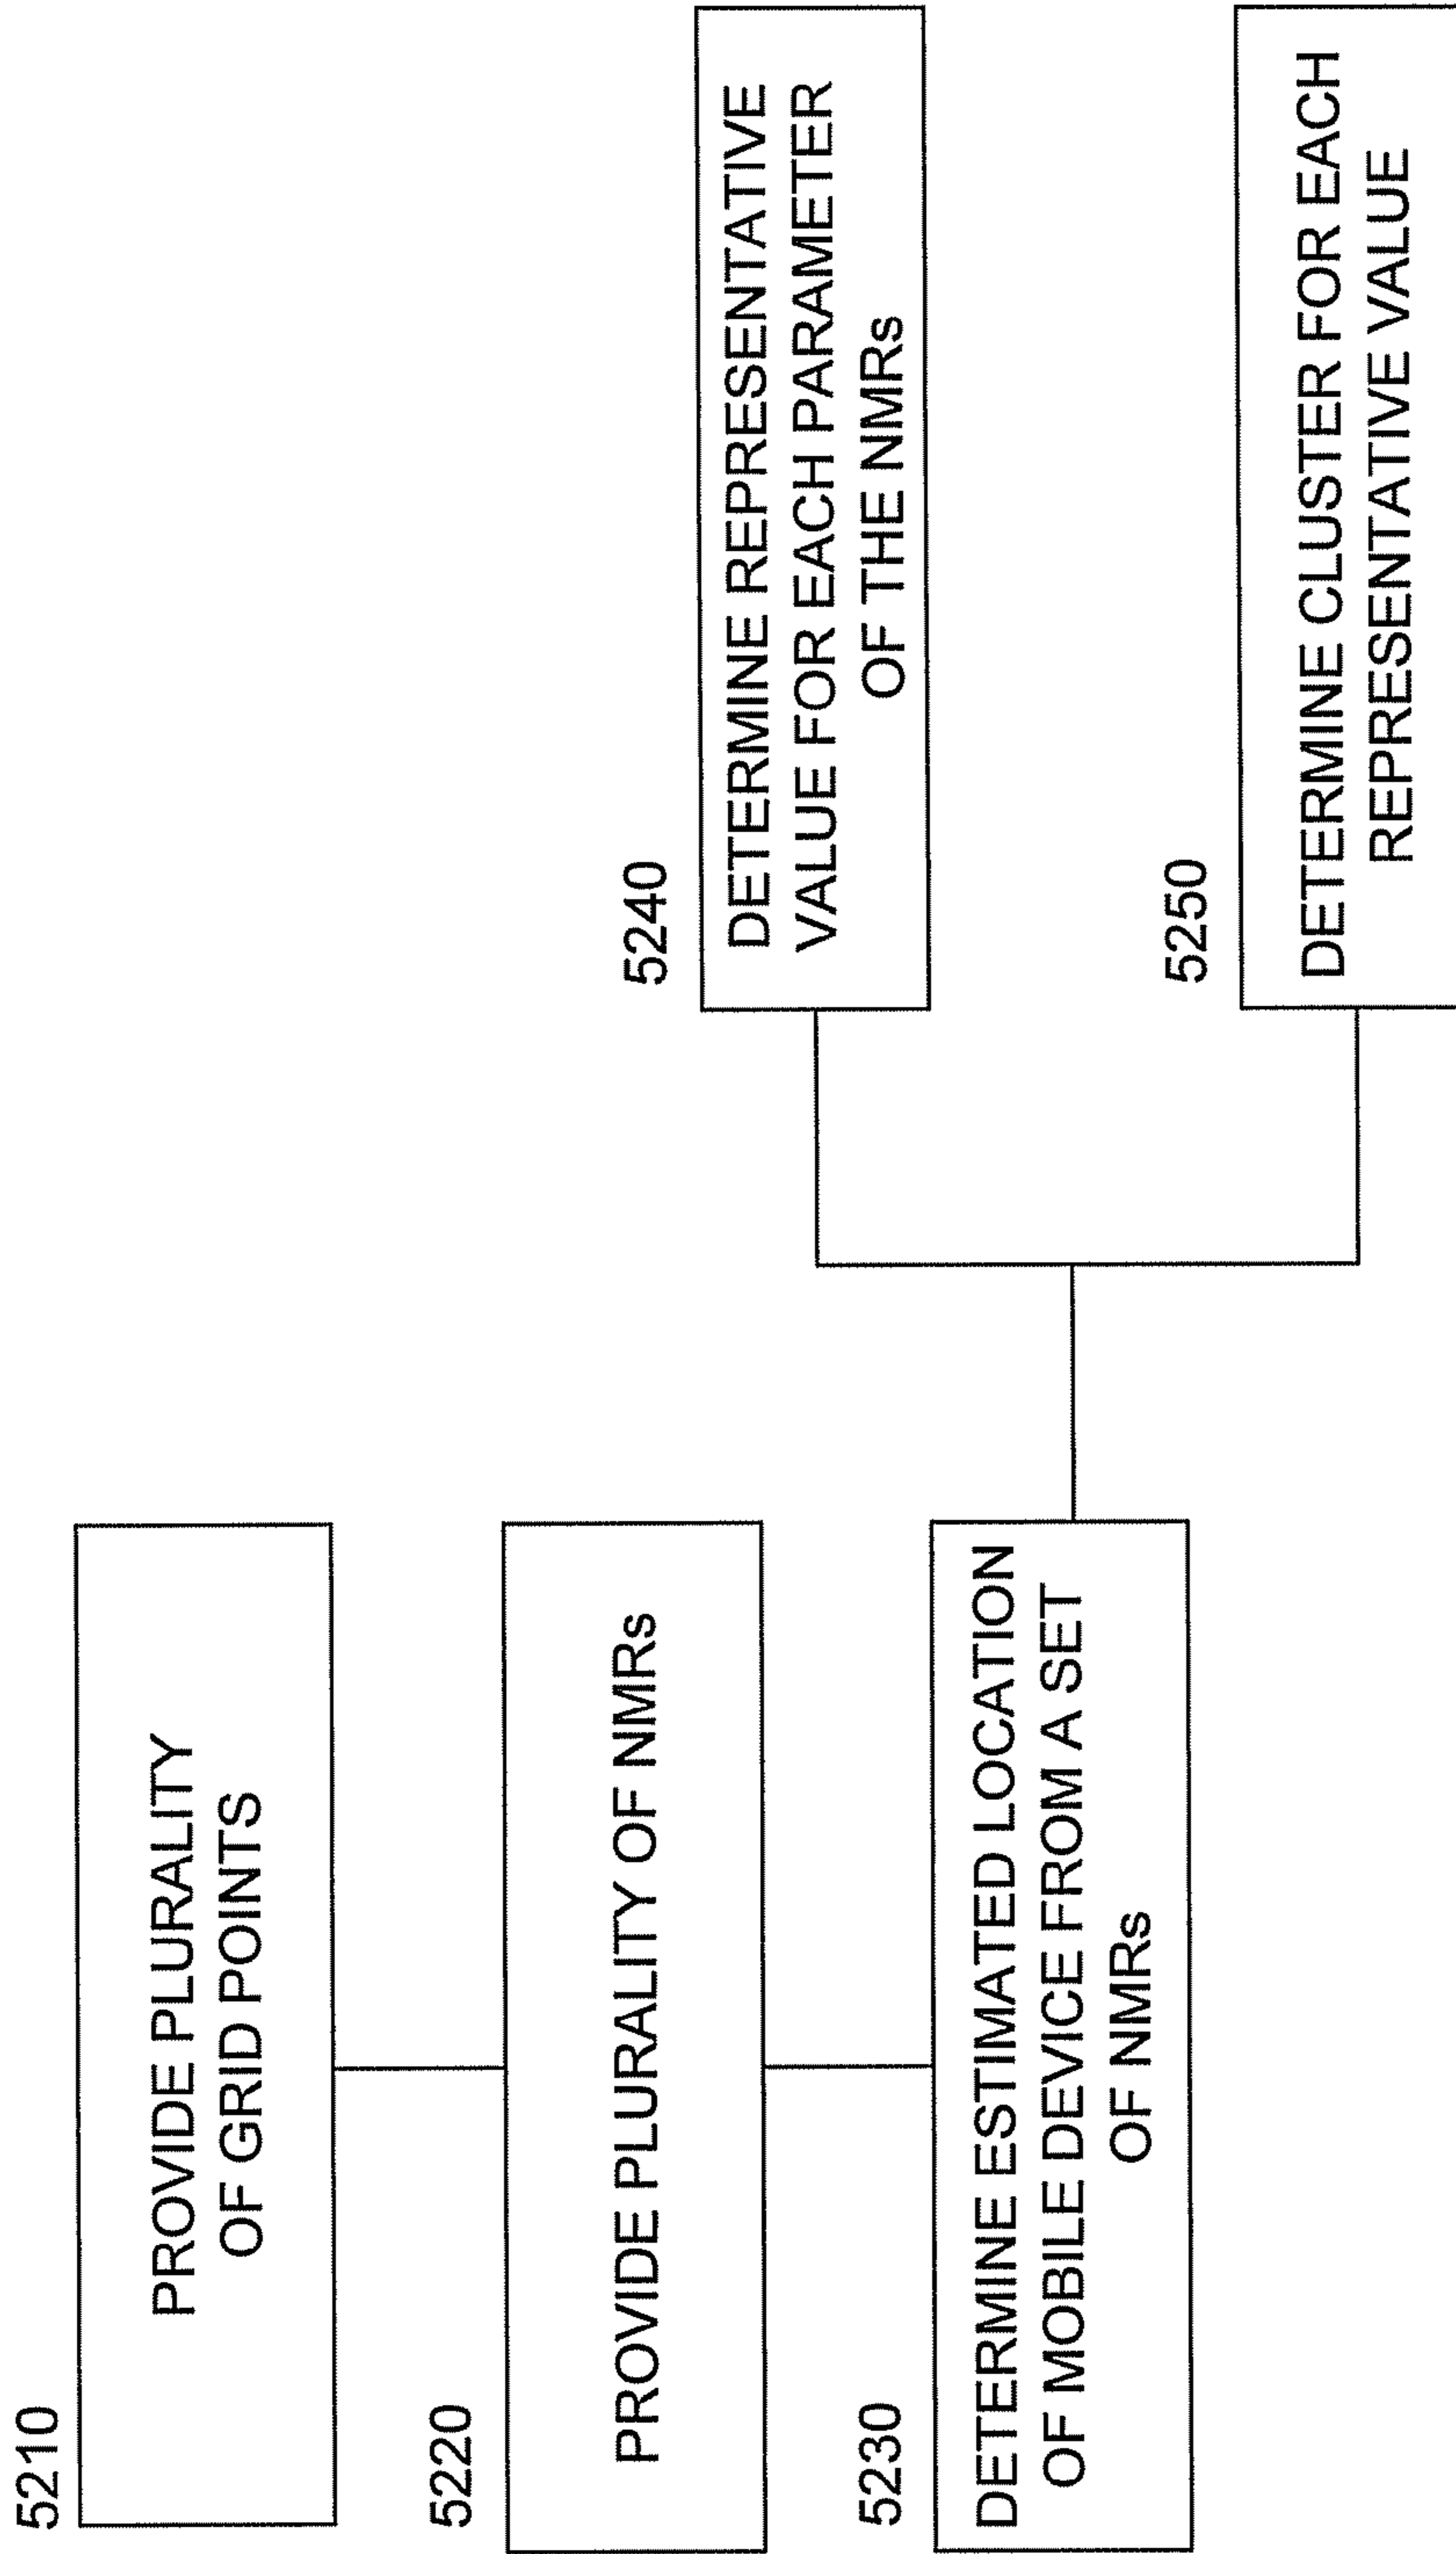 5210
PROVIDE PLURALITY
OF GRID POINTS
5220
PROVIDE PLURALITY OF NMRs
5230
DETERMINE ESTIMATED LOCATION
OF MOBILE DEVICE FROM A SET
OF NMRs
5240
DETERMINE REPRESENTATIVE
VALUE FOR EACH PARAMETER
OF THE NMRs
5250
DETERMINE CLUSTER FOR EACH
REPRESENTATIVE VALUE